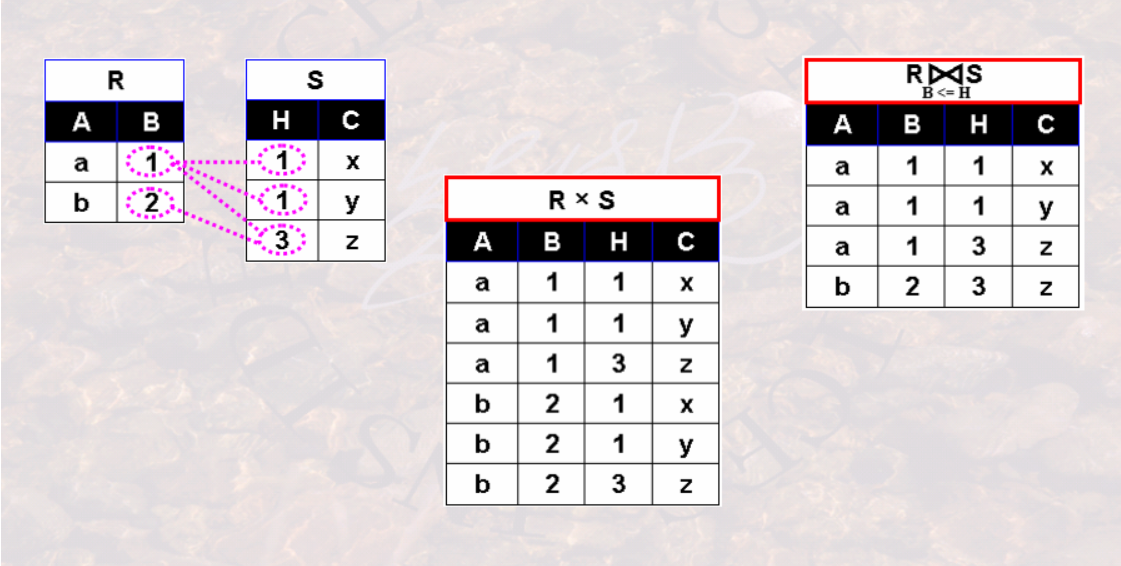 R
A B
a 1
b 2
S
H C
1 x
1 y
3 z
R × S
A B H C
a 1 1 x
a 1 1 y
a 1 3 z
b 2 1 x
b 2 1 y
b 2 3 z
R⋈S
B <= H
A B H C
a 1 1 x
a 1 1 y
a 1 3 z
b 2 3 z